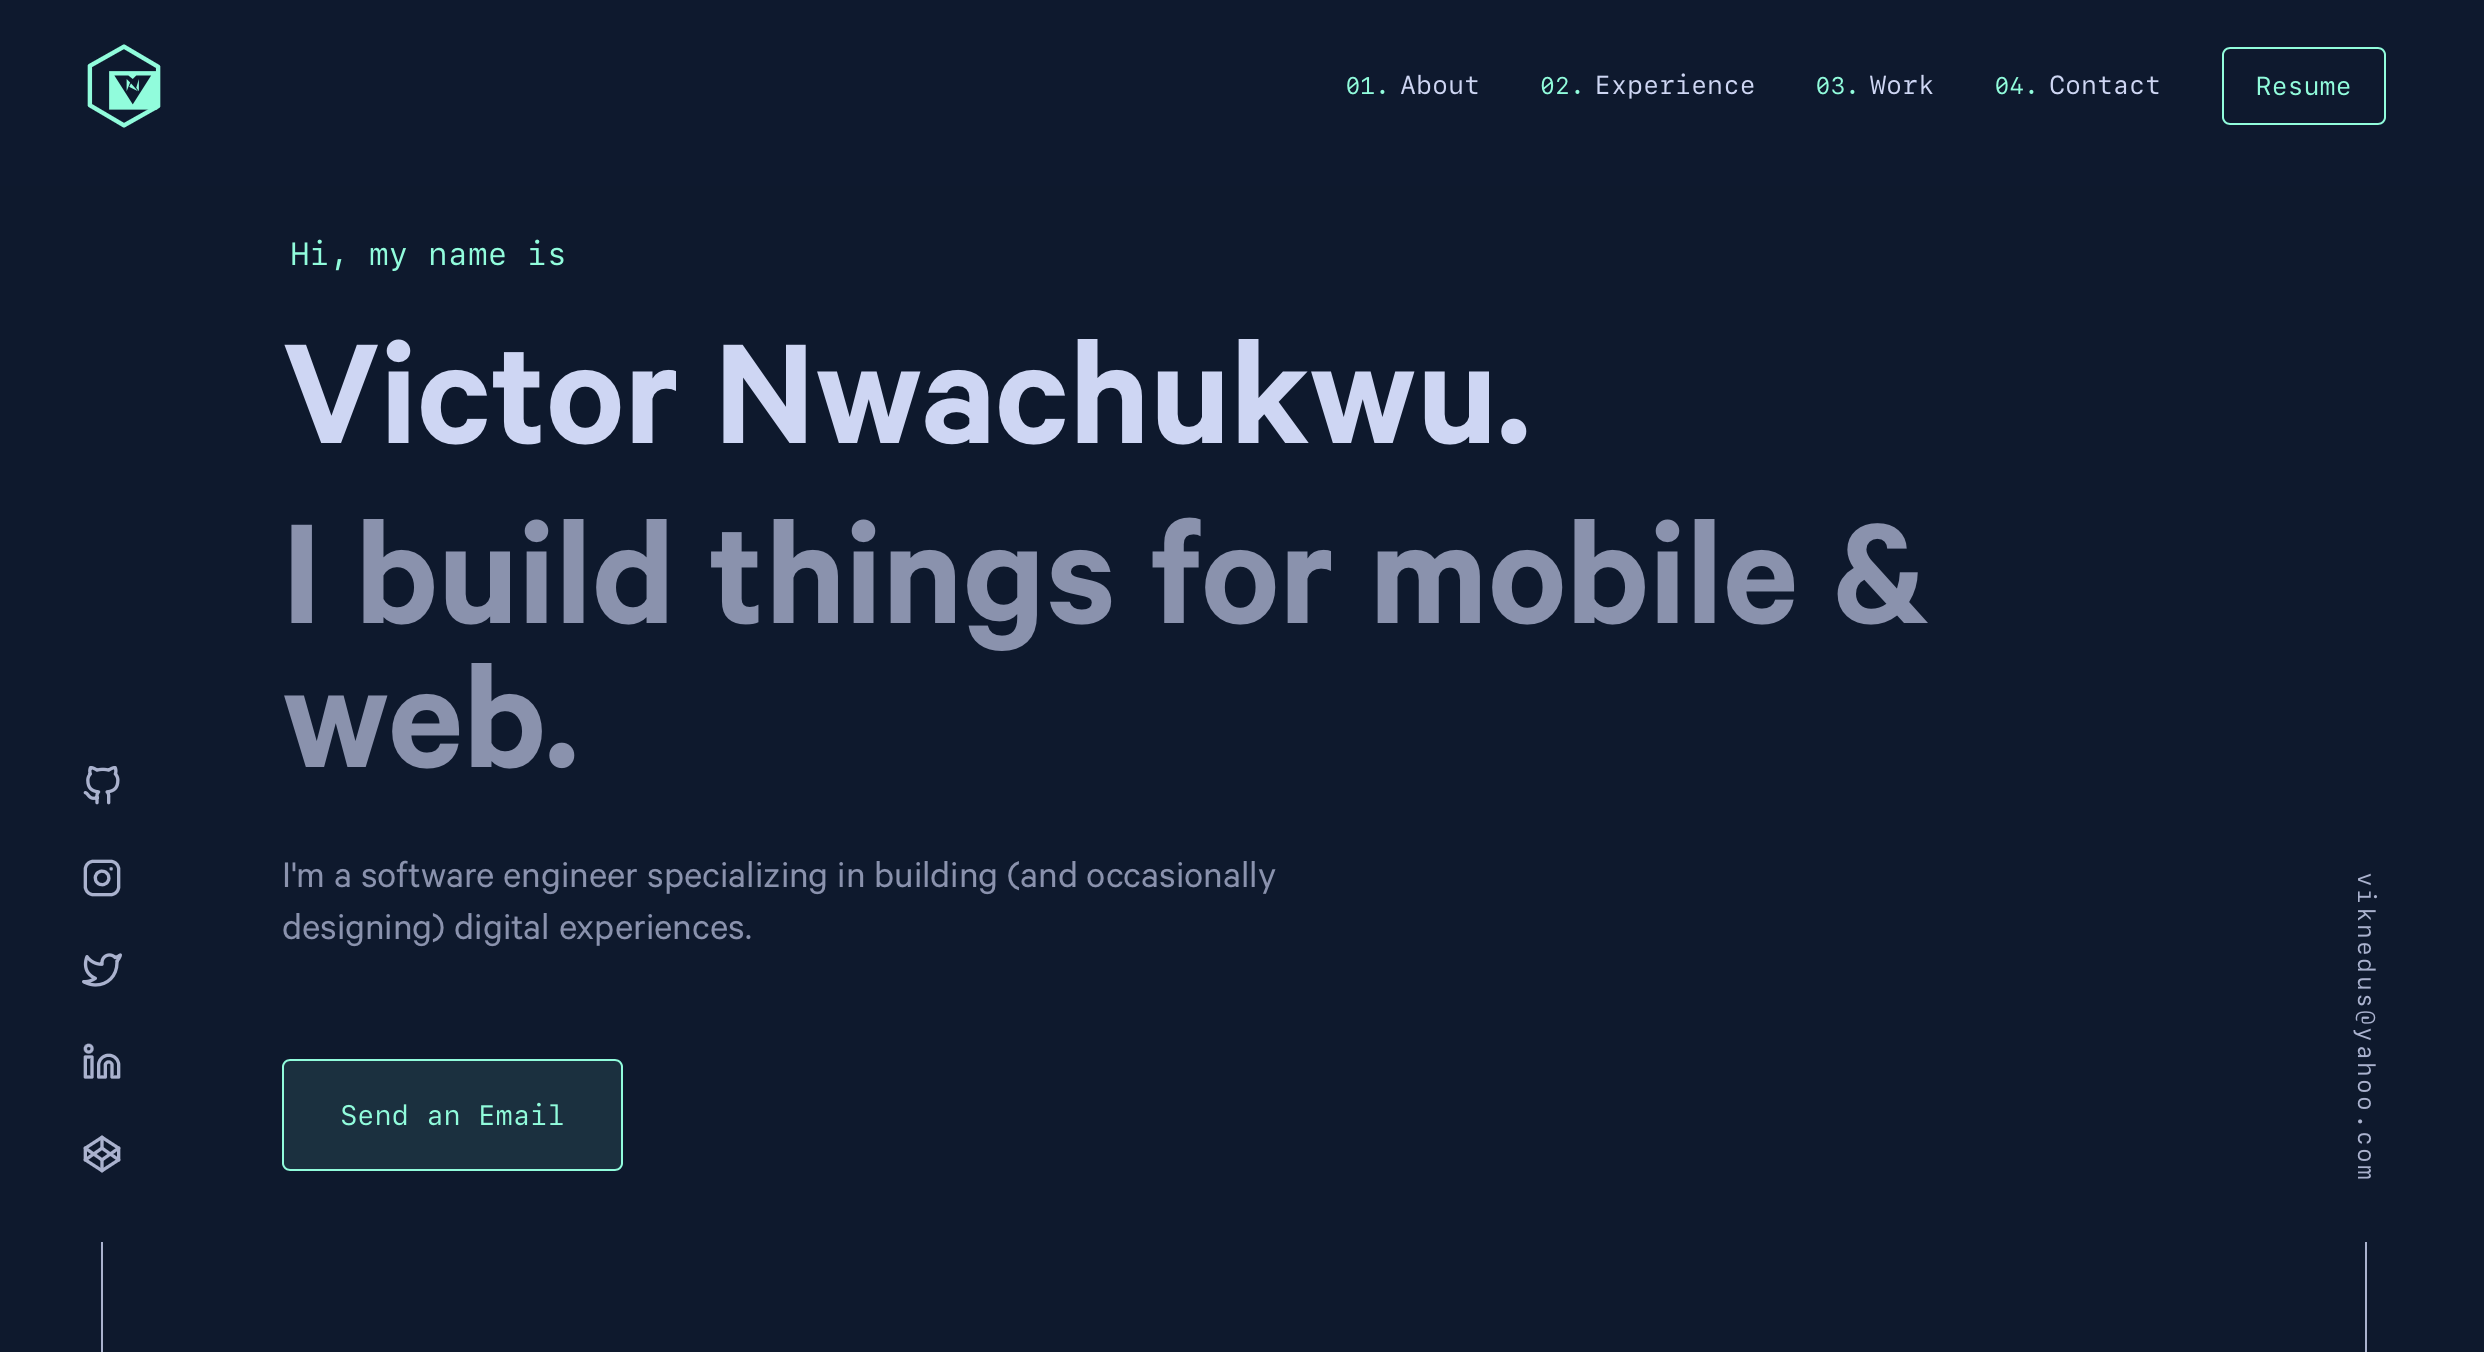 01. About
02. Experience
03. Work
04. Contact
Resume
Hi, my name is
Victor Nwachukwu.
I build things for mobile &
web.
I'm a software engineer specializing in building (and occasionally
designing) digital experiences.
Send an Email
viknedus@yahoo.com